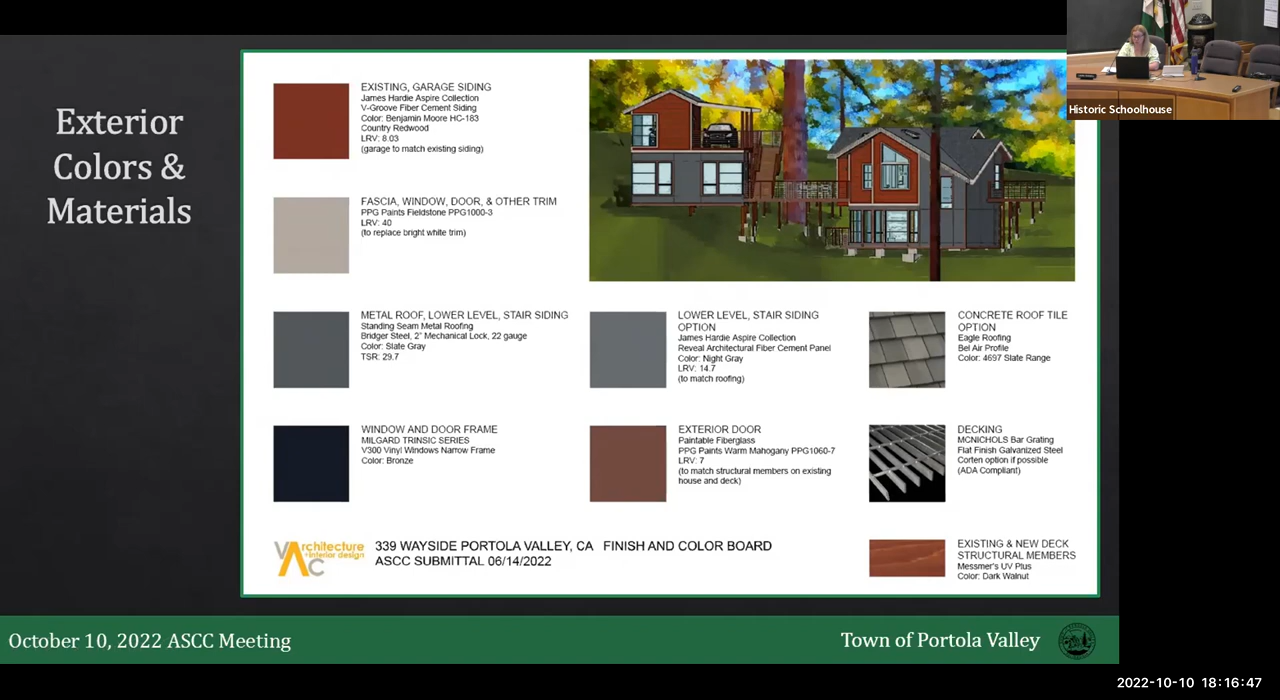 Exterior
Colors &
Materials
EXISTING, GARAGE SIDING
James Hardie Aspire Collection
V-Groove Fiber Cement Siding
Color: Benjamin Moore HC-183
Country Redwood
LRV: 8.03
(garage to match existing siding)
FASCIA, WINDOW, DOOR, & OTHER TRIM
PPG Paints Fieldstone PPG1000-3
LRV: 40
(to replace bright white trim)
METAL ROOF, LOWER LEVEL, STAIR SIDING
Standing Seam Metal Roofing
Bridger Steel, 2" Mechanical Lock, 22 gauge
Color: Slate Gray
TSR: 29.7
LOWER LEVEL, STAIR SIDING
OPTION
James Hardie Aspire Collection
Reveal Architectural Fiber Cement Panel
Color: Night Gray
LRV: 14.7
(to match roofing)
CONCRETE ROOF TILE
OPTION
Eagle Roofing
Bel Air Profile
Color: 4697 Slate Range
WINDOW AND DOOR FRAME
MILGARD TRINSIC SERIES
V300 Vinyl Windows Narrow Frame
Color: Bronze
EXTERIOR DOOR
Paintable Fiberglass
PPG Paints Warm Mahogany PPG1060-7
LRV: 7
(to match structural members on existing
house and deck)
DECKING
MCNICHOLS Bar Grating
Flat Finish Galvanized Steel
Corten option if possible
(ADA Compliant)
VArchitecture
+interior design
C
339 WAYSIDE PORTOLA VALLEY, CA FINISH AND COLOR BOARD
ASCC SUBMITTAL 06/14/2022
EXISTING & NEW DECK
STRUCTURAL MEMBERS
Messmer's UV Plus
Color: Dark Walnut
October 10, 2022 ASCC Meeting
Town of Portola Valley
Historic Schoolhouse
2022-10-10 18:16:47